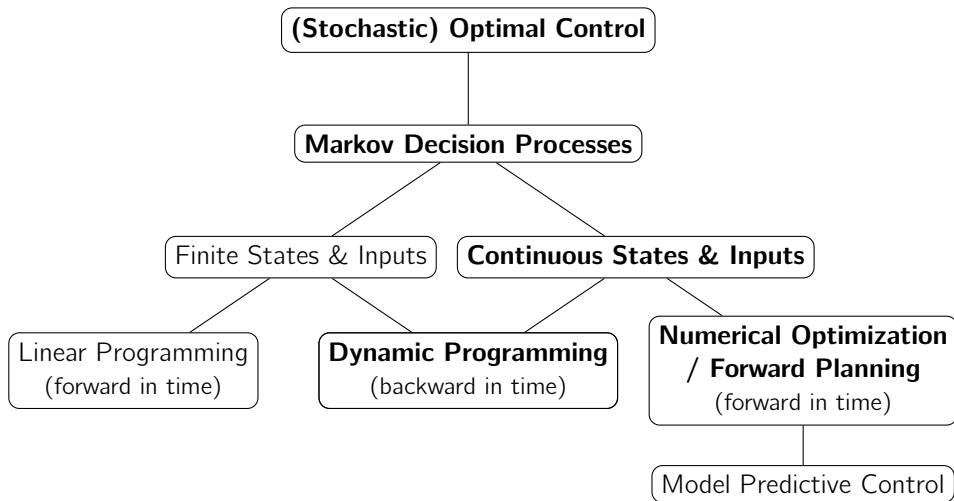 (Stochastic) Optimal Control
Markov Decision Processes
Finite States & Inputs
Continuous States & Inputs
Linear Programming
(forward in time)
Dynamic Programming
(backward in time)
Numerical Optimization
/ Forward Planning
(forward in time)
Model Predictive Control